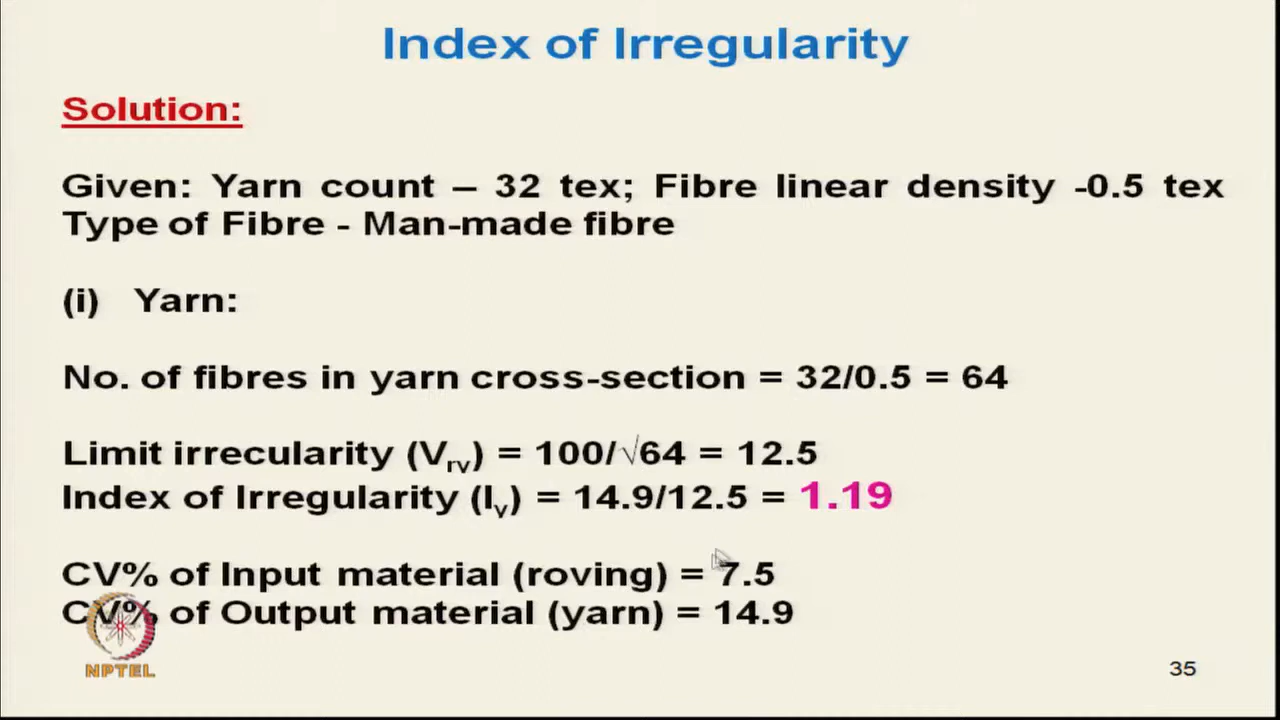 Index of Irregularity
Solution:
Given: Yarn count – 32 tex; Fibre linear density -0.5 tex
Type of Fibre - Man-made fibre
(i) Yarn:
No. of fibres in yarn cross-section = 32/0.5 = 64
Limit irrecularity (Vrv) = 100/√64 = 12.5
Index of Irregularity (Iy) = 14.9/12.5 = 1.19
CV% of Input material (roving) = 7.5
CV% of Output material (yarn) = 14.9
NPTEL
35